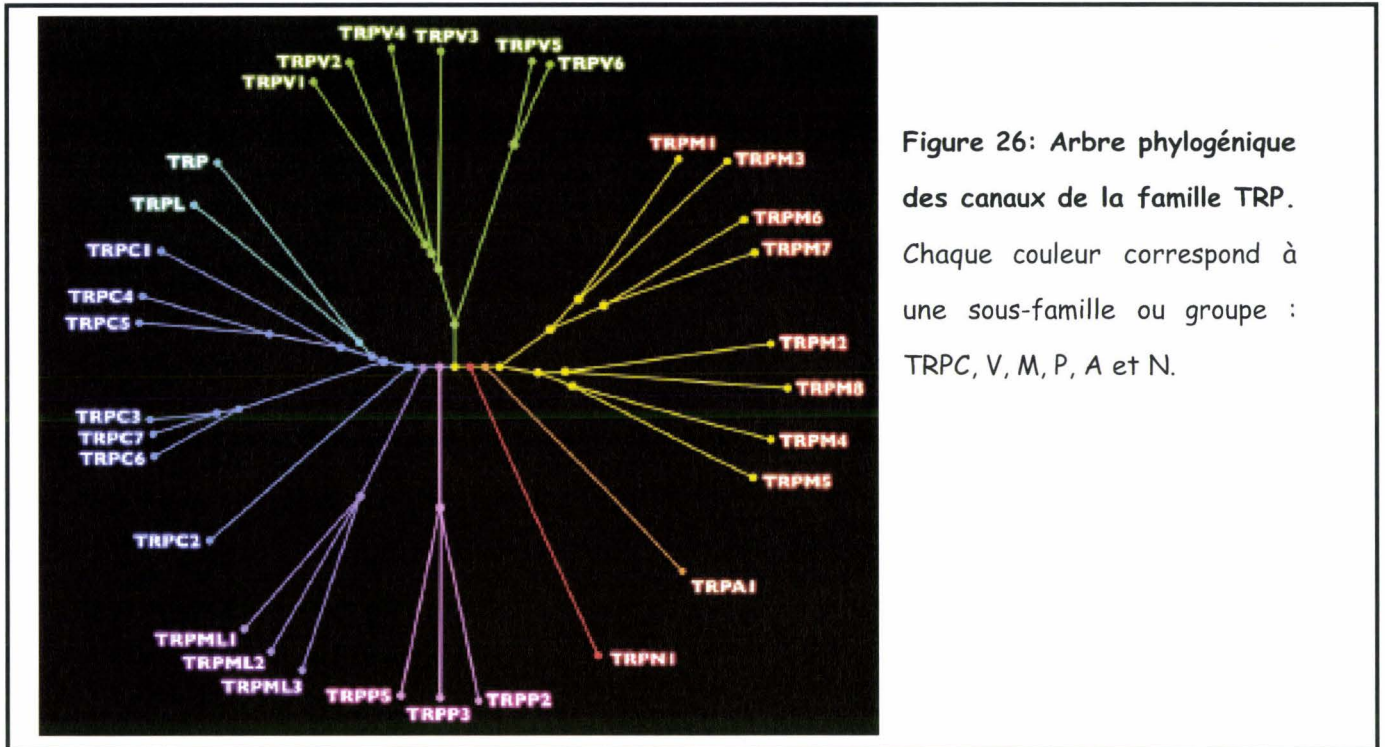 TRPV4
TRPV3
TRPV2
TRPV5
TRPV1
TRPV6
TRP
TRPM1
TRPM3
TRPL
TRPM6
TRPC1
TRPM7
TRPC4
TRPC5
TRPM2
TRPM8
TRPC3
TRPC7
TRPM4
TRPC6
TRPM5
TRPC2
TRPA1
TRPML1
TRPML2
TRPN1
TRPML3
TRPP5
TRPP3
TRPP2
Figure 26: Arbre phylogénique
des canaux de la famille TRP.
Chaque couleur correspond à
une sous-famille ou groupe :
TRPC, V, M, P, A et N.